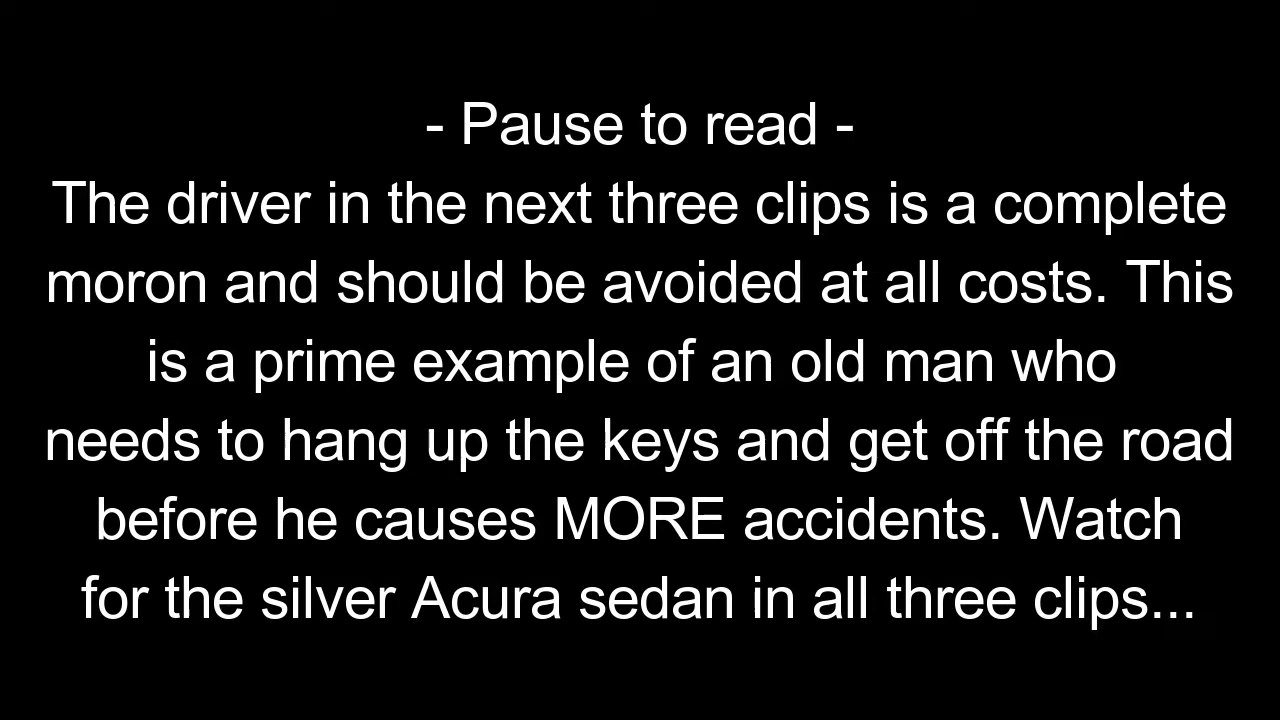 - Pause to read -
The driver in the next three clips is a complete
moron and should be avoided at all costs. This
is a prime example of an old man who
needs to hang up the keys and get off the road
before he causes MORE accidents. Watch
for the silver Acura sedan in all three clips...